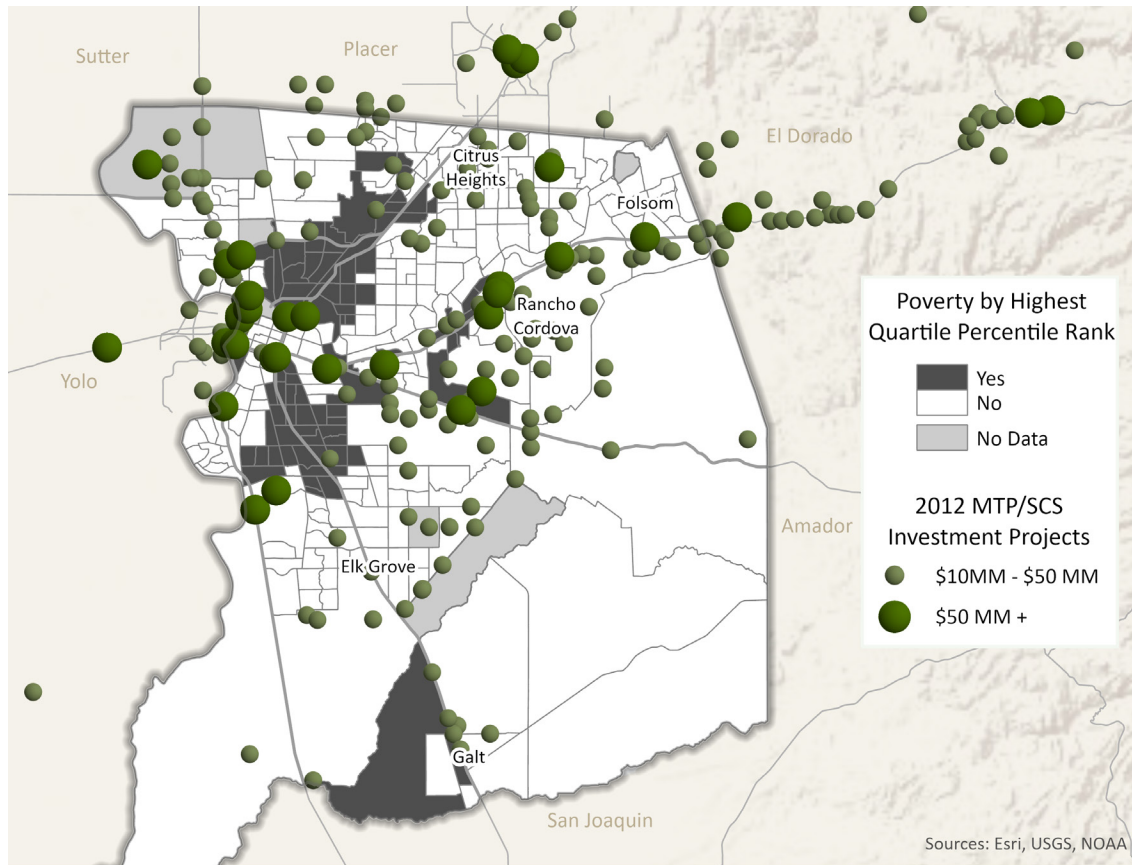 Sutter
Placer
El Dorado
Citrus
Heights
Folsom
Rancho
Cordova
Yolo
Amador
Elk Grove
Galt
San Joaquin
Poverty by Highest
Quartile Percentile Rank
Yes
No
No Data
2012 MTP/SCS
Investment Projects
$10MM - $50 MM
$50 MM +
Sources: Esri, USGS, NOAA